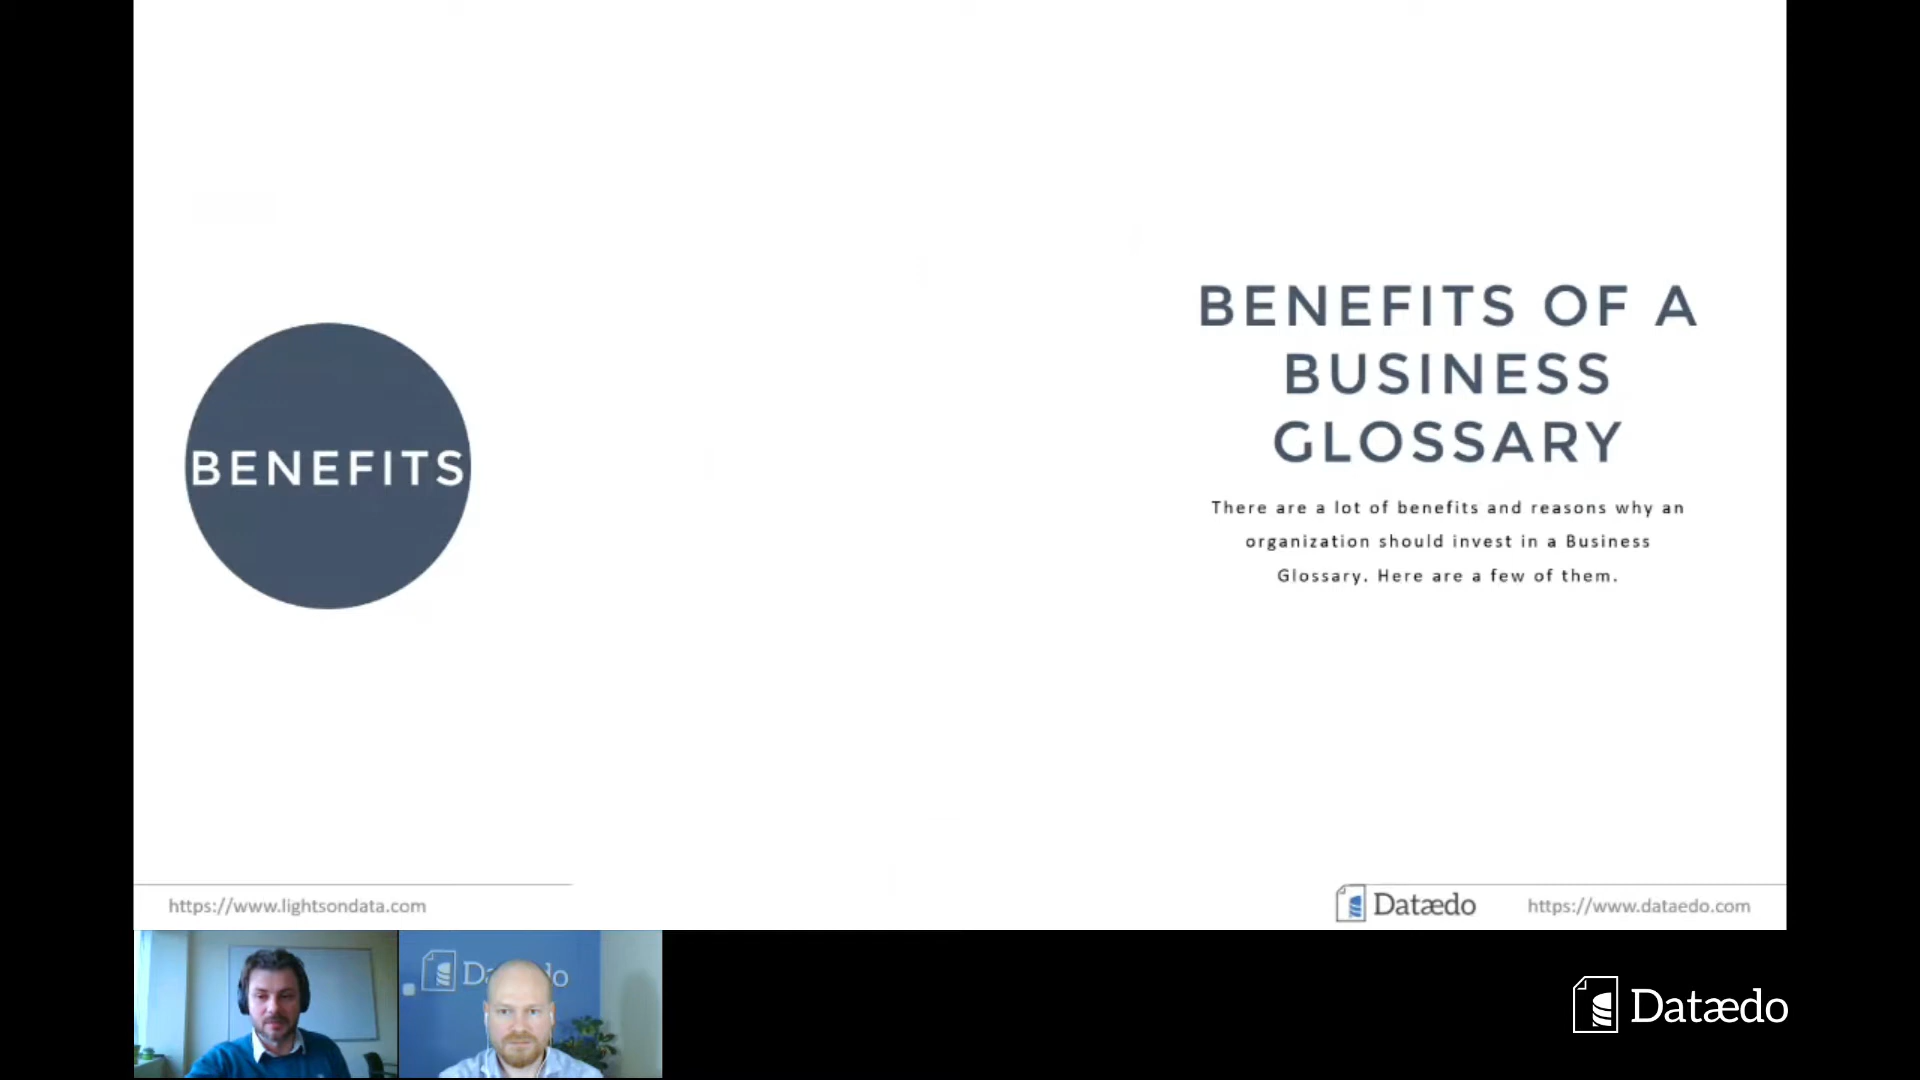 BENEFITS
BENEFITS OF A
BUSINESS
GLOSSARY
There are a lot of benefits and reasons why an
organization should invest in a Business
Glossary. Here are a few of them.
https://www.lightsondata.com
Datædo
https://www.dataedo.com
Datædo